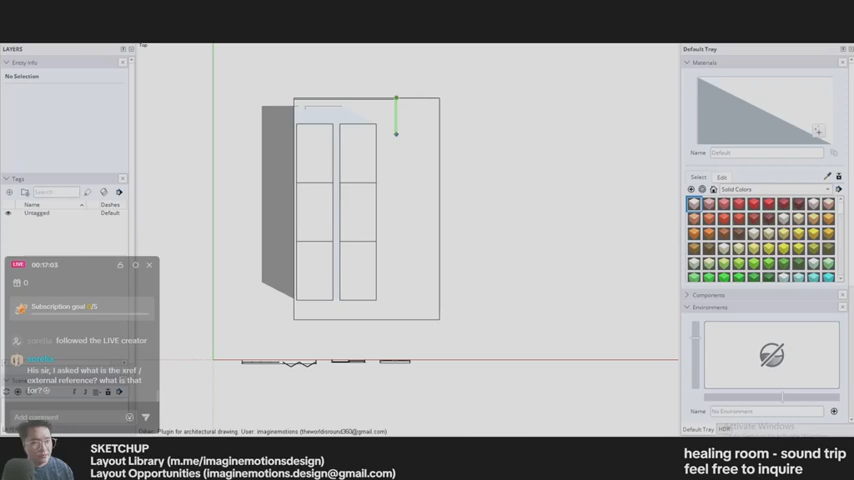 Top
LAYERS
Entity Info
No Selection
Tags
Search
Name
Dashes
Untagged
Default
LIVE
00:17:03
0
Subscription goal 0/5
sorella followed the LIVE creator
sorella
His sir, I asked what is the xref /
external reference? what is that
for?
Add comment
Plugin for architectural drawing. User: imaginemotions (theworldisround360@gmail.com)
Default Tray
Materials
Name
Default
Select
Edit
Solid Colors
Components
Environments
Name
No Environment
Activate Windows
Default Tray
SKETCHUP
Layout Library (m.me/imaginemotionsdesign)
Layout Opportunities (imaginemotions.design@gmail.com)
healing room - sound trip
feel free to inquire